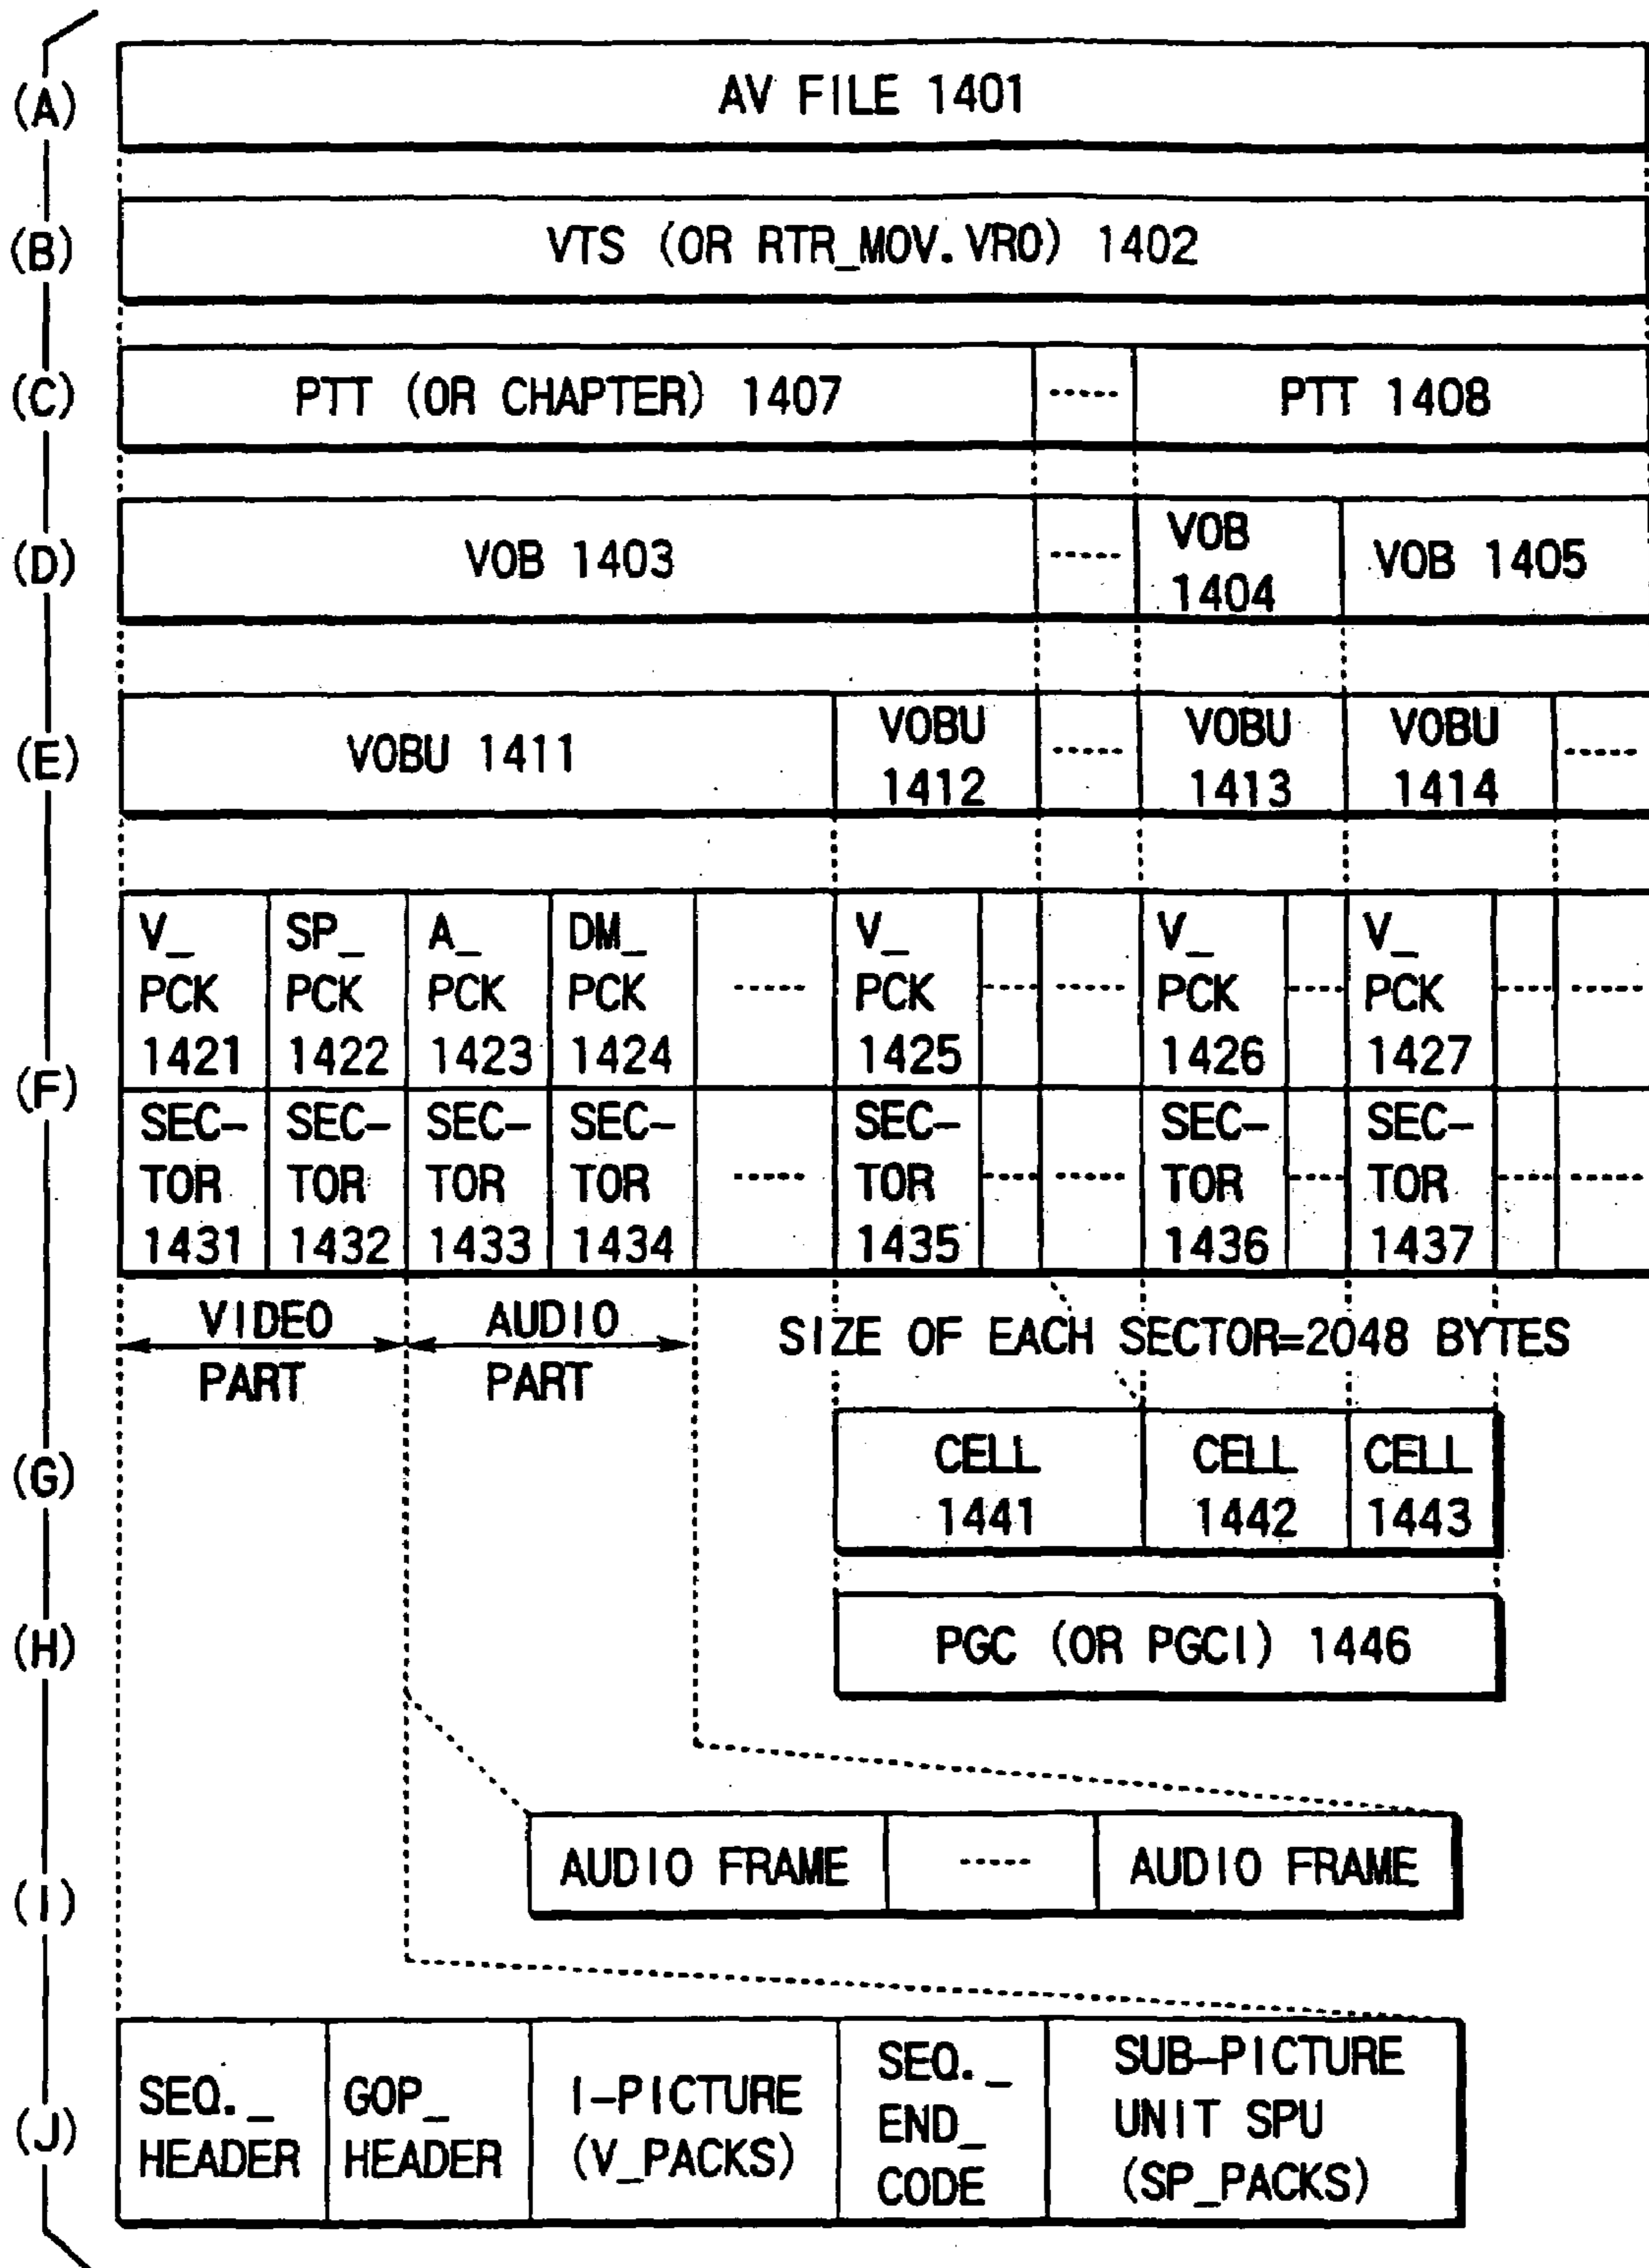 (A)
AV FILE 1401
(B)
VTS (OR RTR_MOV.VRO) 1402
(C)
PTT (OR CHAPTER) 1407
-----
PTT 1408
(D)
VOB 1403
-----
VOB
1404
VOB 1405
(E)
VOBU 1411
VOBU
1412
-----
VOBU
1413
VOBU
1414
-----
(F)
V_
PCK
1421
SP_
PCK
1422
A_
PCK
1423
DM_
PCK
1424
-----
V_
PCK
1425
-----
V_
PCK
1426
-----
V_
PCK
1427
-----
SEC-
TOR
1431
SEC-
TOR
1432
SEC-
TOR
1433
SEC-
TOR
1434
-----
SEC-
TOR
1435
-----
SEC-
TOR
1436
-----
SEC-
TOR
1437
-----
VIDEO
PART
AUDIO
PART
SIZE OF EACH SECTOR=2048 BYTES
(G)
CELL
1441
CELL
1442
CELL
1443
(H)
PGC (OR PGCI) 1446
(I)
AUDIO FRAME
-----
AUDIO FRAME
(J)
SEQ._
HEADER
GOP_
HEADER
I-PICTURE
(V_PACKS)
SEQ._
END_
CODE
SUB-PICTURE
UNIT SPU
(SP_PACKS)